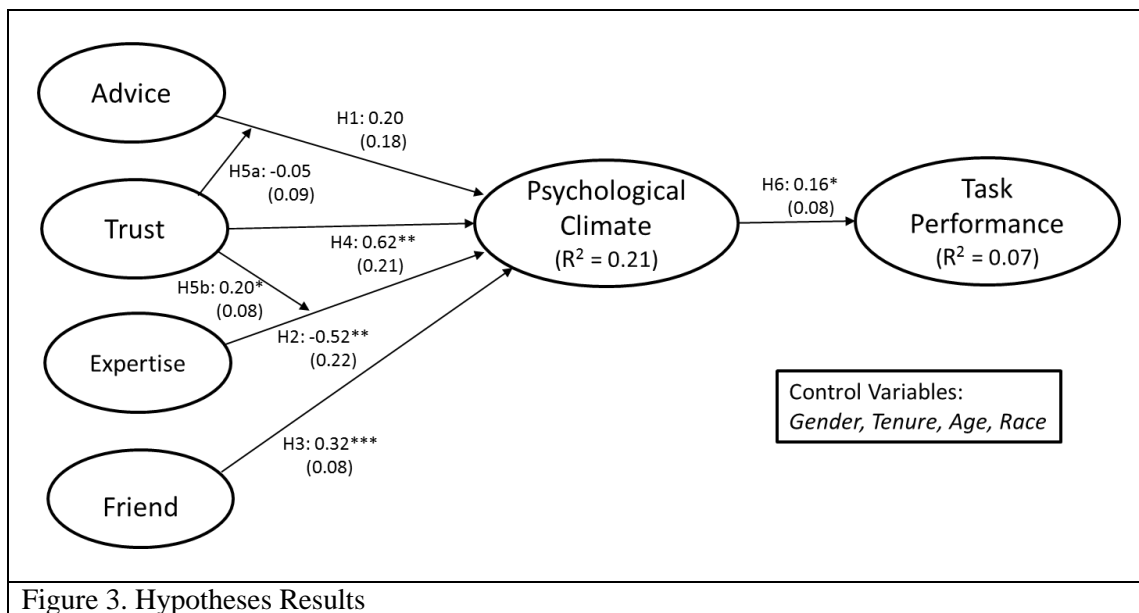 Advice
H1: 0.20
(0.18)
H5a: -0.05
(0.09)
Trust
H4: 0.62**
(0.21)
H5b: 0.20*
(0.08)
Expertise
H2: -0.52**
(0.22)
Friend
H3: 0.32***
(0.08)
Psychological
Climate
(R² = 0.21)
H6: 0.16*
(0.08)
Task
Performance
(R² = 0.07)
Control Variables:
Gender, Tenure, Age, Race
Figure 3. Hypotheses Results